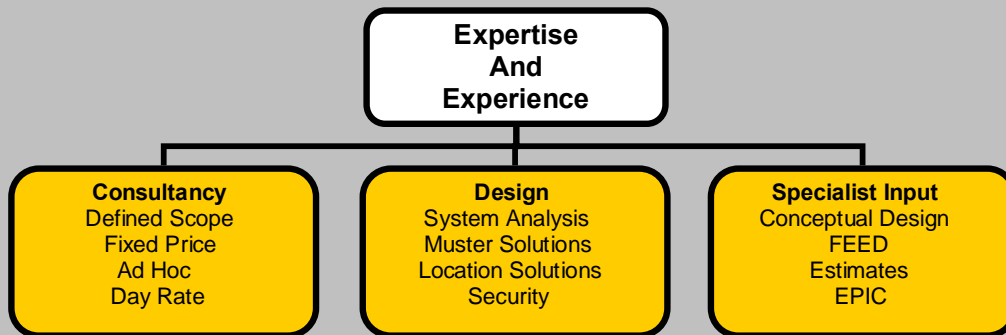 Expertise
And
Experience
Consultancy
Defined Scope
Fixed Price
Ad Hoc
Day Rate
Design
System Analysis
Muster Solutions
Location Solutions
Security
Specialist Input
Conceptual Design
FEED
Estimates
EPIC